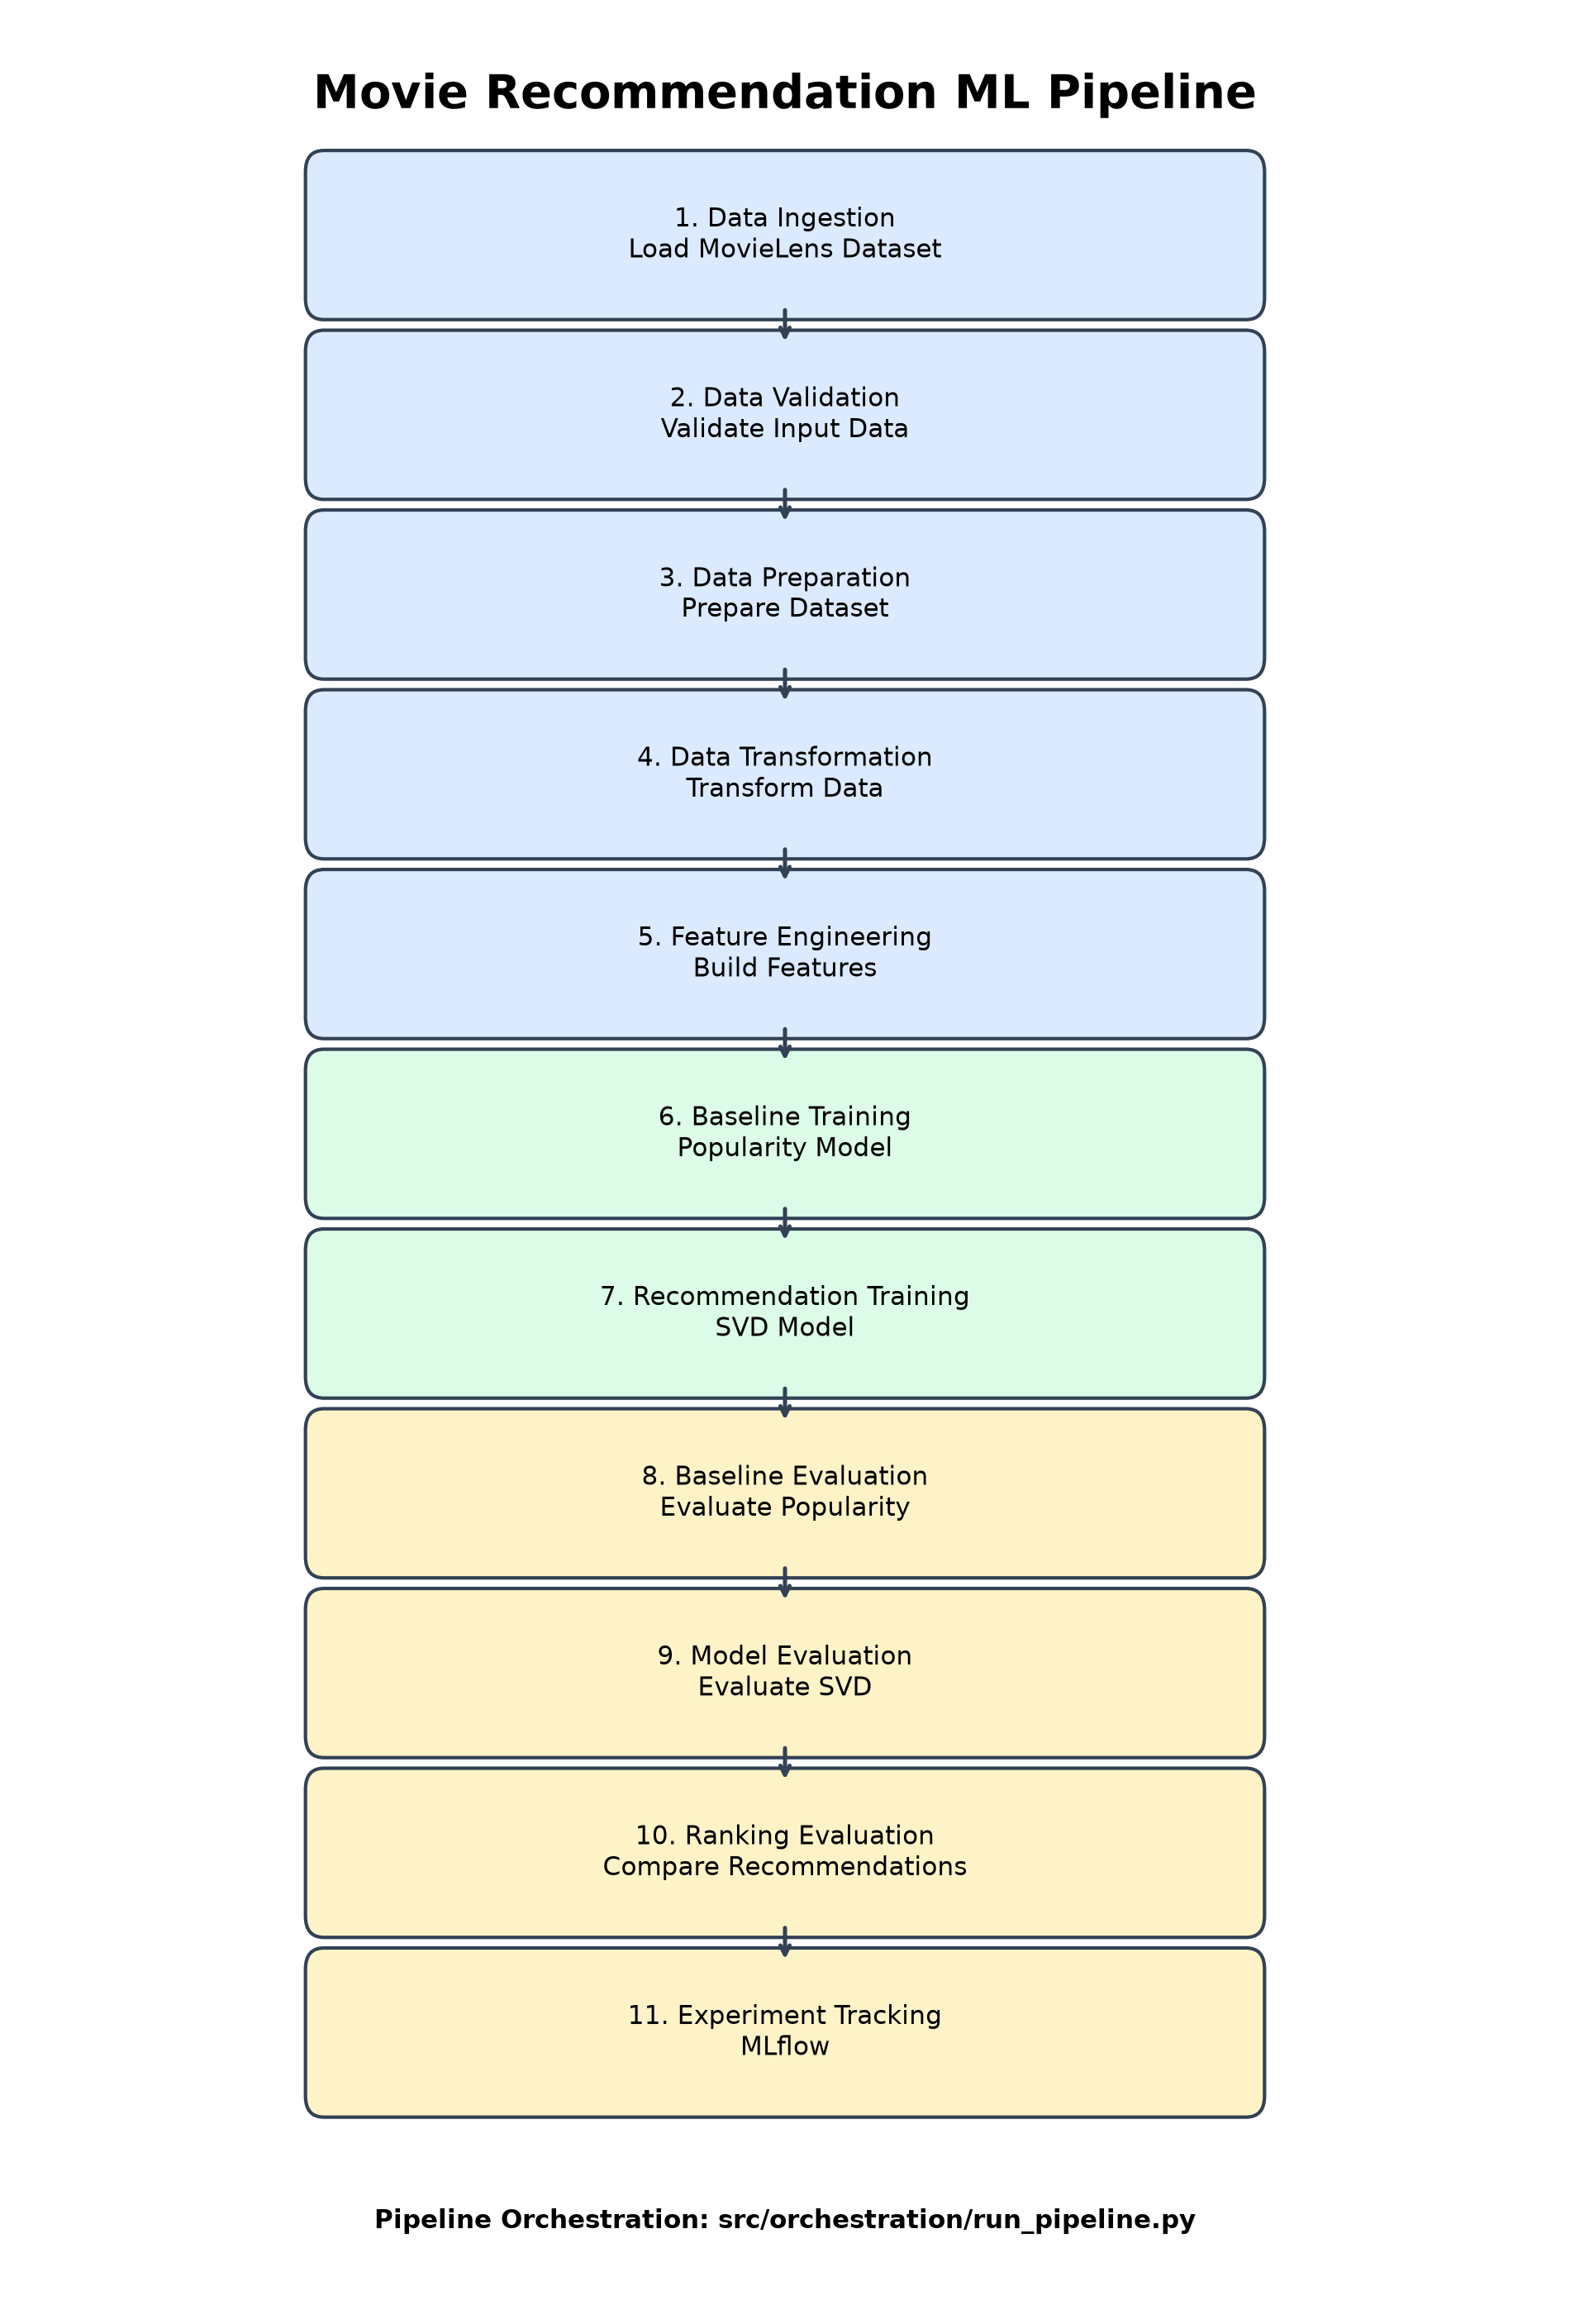 Movie Recommendation ML Pipeline
1. Data Ingestion
Load MovieLens Dataset
2. Data Validation
Validate Input Data
3. Data Preparation
Prepare Dataset
4. Data Transformation
Transform Data
5. Feature Engineering
Build Features
6. Baseline Training
Popularity Model
7. Recommendation Training
SVD Model
8. Baseline Evaluation
Evaluate Popularity
9. Model Evaluation
Evaluate SVD
10. Ranking Evaluation
Compare Recommendations
11. Experiment Tracking
MLflow
Pipeline Orchestration: src/orchestration/run_pipeline.py